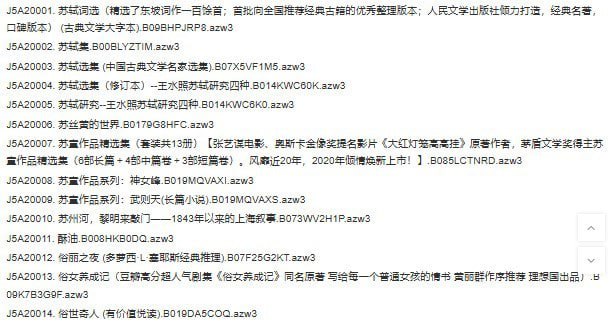 J5A20001. 苏轼词选（精选了东坡词作一百馀首；首批向全国推荐经典古籍的优秀整理版本；人民文学出版社倾力打造，经典名著，
口碑版本） (古典文学大字本).B09BHPJRP8.azw3
J5A20002. 苏轼集.B00BLYZTIM.azw3
J5A20003. 苏轼选集 (中国古典文学名家选集).B07X5VF1M5.azw3
J5A20004. 苏轼选集（修订本）--王水照苏轼研究四种.B014KWC60K.azw3
J5A20005. 苏轼研究--王水照苏轼研究四种.B014KWC6K0.azw3
J5A20006. 苏丝黄的世界.B0179G8HFC.azw3
J5A20007. 苏童作品精选集（套装共13册）【张艺谋电影、奥斯卡金像奖提名影片《大红灯笼高高挂》原著作者，茅盾文学奖得主苏
童作品精选集（6部长篇＋4部中篇卷＋3部短篇卷）。风靡近20年，2020年倾情焕新上市！】.B085LCTNRD.azw3
J5A20008. 苏童作品系列：神女峰.B019MQVAXI.azw3
J5A20009. 苏童作品系列：武则天(长篇小说).B019MQVAXS.azw3
J5A20010. 苏州河，黎明来敲门——1843年以来的上海叙事.B073WV2H1P.azw3
J5A20011. 酥油.B008HKB0DQ.azw3
J5A20012. 俗丽之夜 (多萝西·L·塞耶斯经典推理).B07F25G2KT.azw3
J5A20013. 俗女养成记（豆瓣高分超人气剧集《俗女养成记》同名原著 写给每一个普通女孩的情书 黄丽群作序推荐 理想国出品）.B
09K7B3G9F.azw3
J5A20014. 俗世奇人 (有价值悦读).B019DA5COQ.azw3